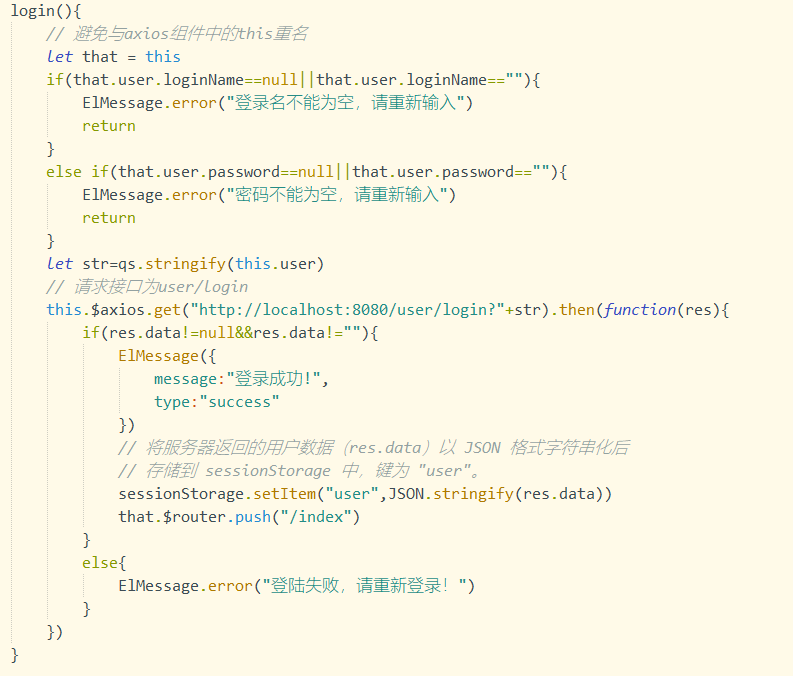 login(){
// 避免与axios组件中的this重名
let that = this
if(that.user.loginName==null||that.user.loginName==""){
ElMessage.error("登录名不能为空，请重新输入")
return
}
else if(that.user.password==null||that.user.password==""){
ElMessage.error("密码不能为空，请重新输入")
return
}
let str=qs.stringify(this.user)
// 请求接口为user/login
this.$axios.get("http://localhost:8080/user/login?"+str).then(function(res){
if(res.data!=null&&res.data!=""){
ElMessage({
message:"登录成功!",
type:"success"
})
// 将服务器返回的用户数据（res.data）以 JSON 格式字符串化后
// 存储到 sessionStorage 中，键为 "user"。
sessionStorage.setItem("user",JSON.stringify(res.data))
that.$router.push("/index")
}
else{
ElMessage.error("登陆失败，请重新登录！")
}
})
}